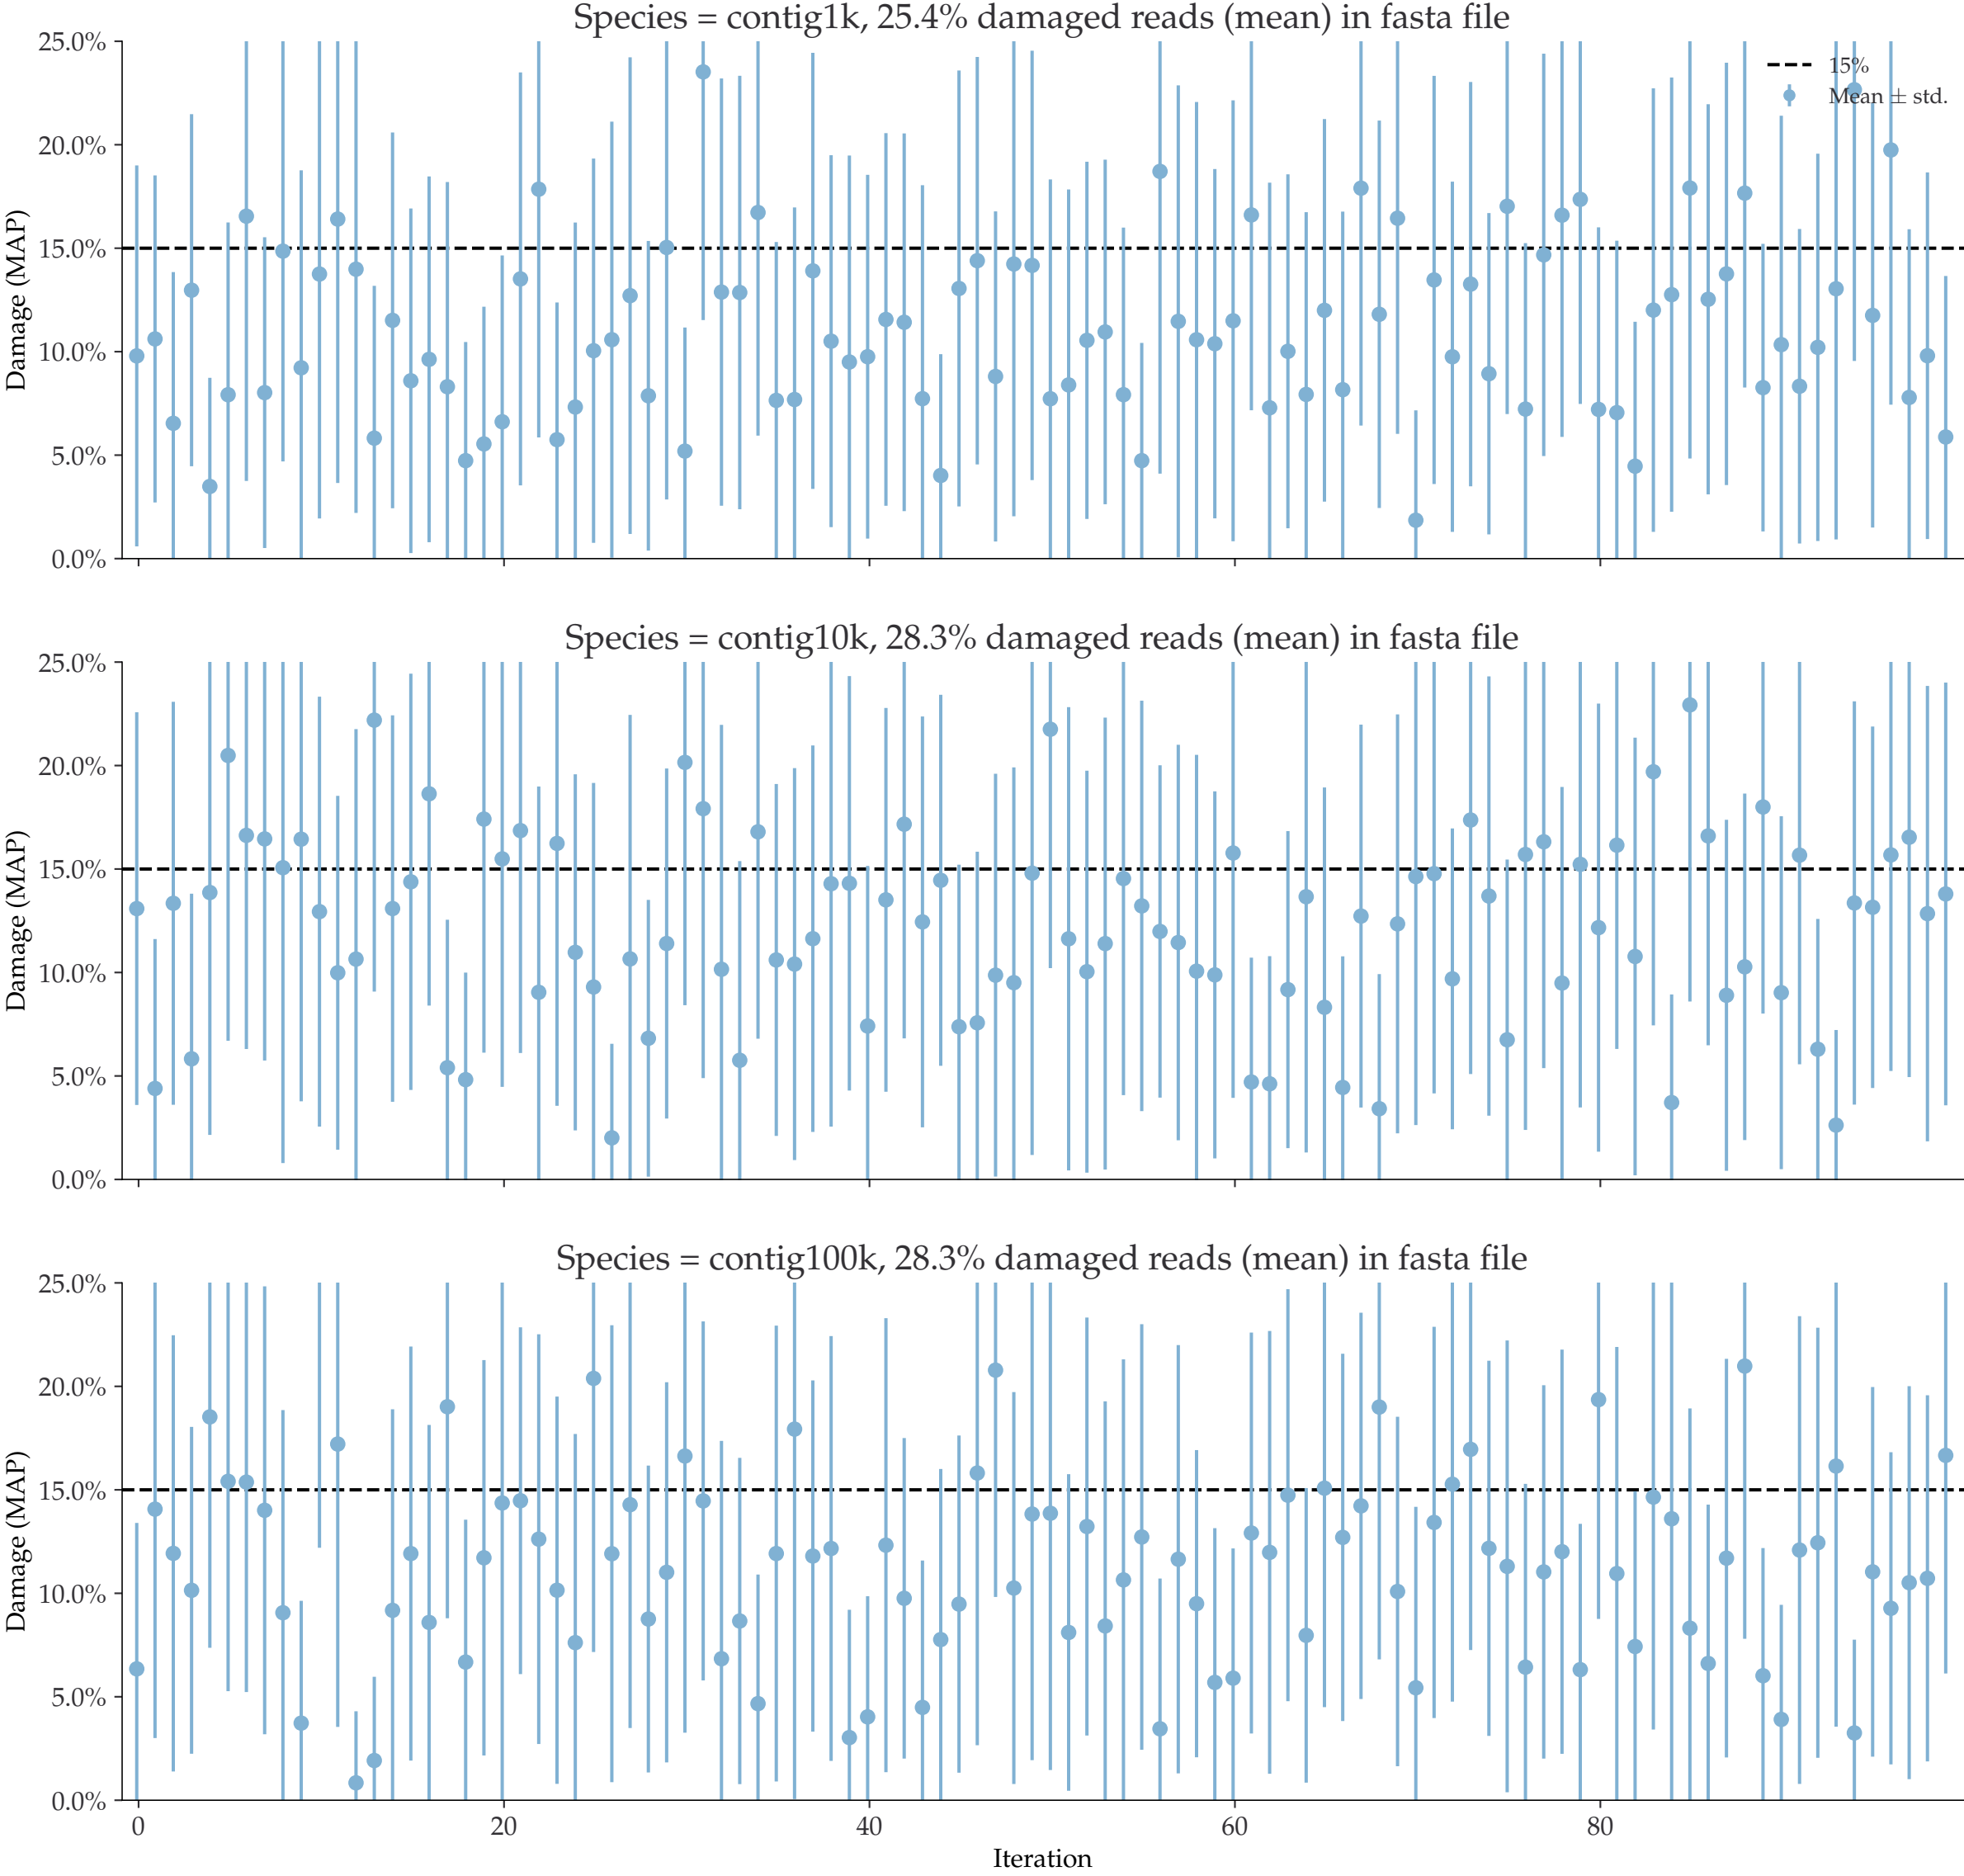 Species = contig1k, 25.4% damaged reads (mean) in fasta file
25.0%
20.0%
15.0%
10.0%
5.0%
0.0%
Damage (MAP)
15%
Mean ± std.
Species = contig10k, 28.3% damaged reads (mean) in fasta file
25.0%
20.0%
15.0%
10.0%
5.0%
0.0%
Damage (MAP)
Species = contig100k, 28.3% damaged reads (mean) in fasta file
25.0%
20.0%
15.0%
10.0%
5.0%
0.0%
Damage (MAP)
0 20 40 60 80
Iteration